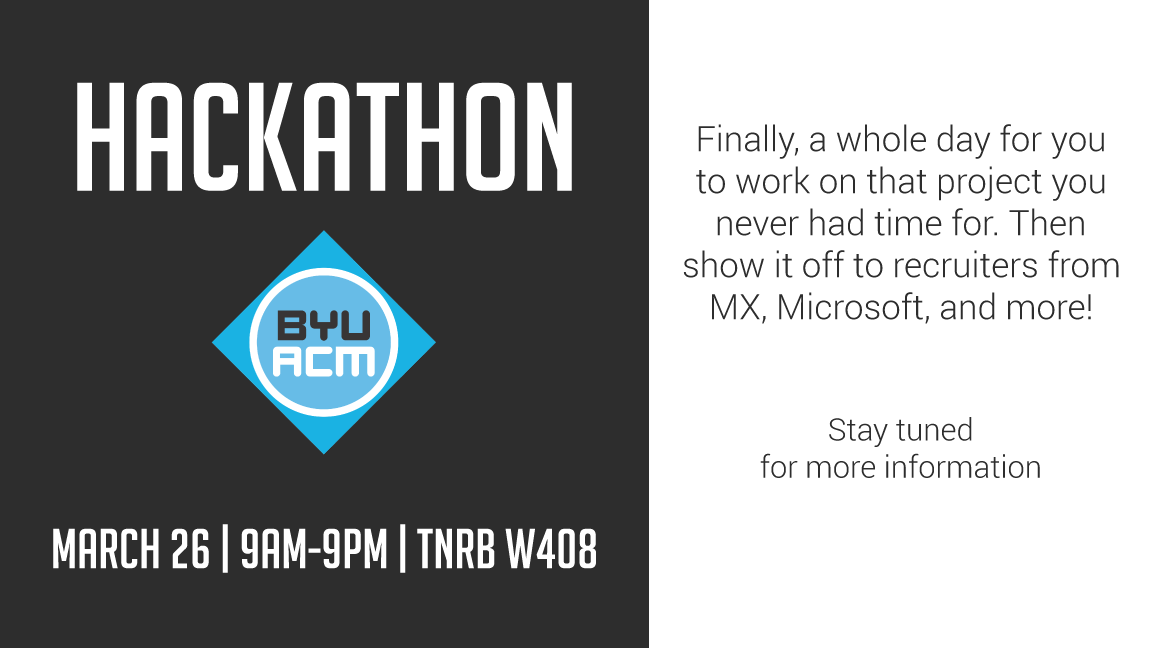 HACKATHON
BYU
ACM
MARCH 26 | 9AM-9PM | TNRB W408
Finally, a whole day for you
to work on that project you
never had time for. Then
show it off to recruiters from
MX, Microsoft, and more!
Stay tuned
for more information